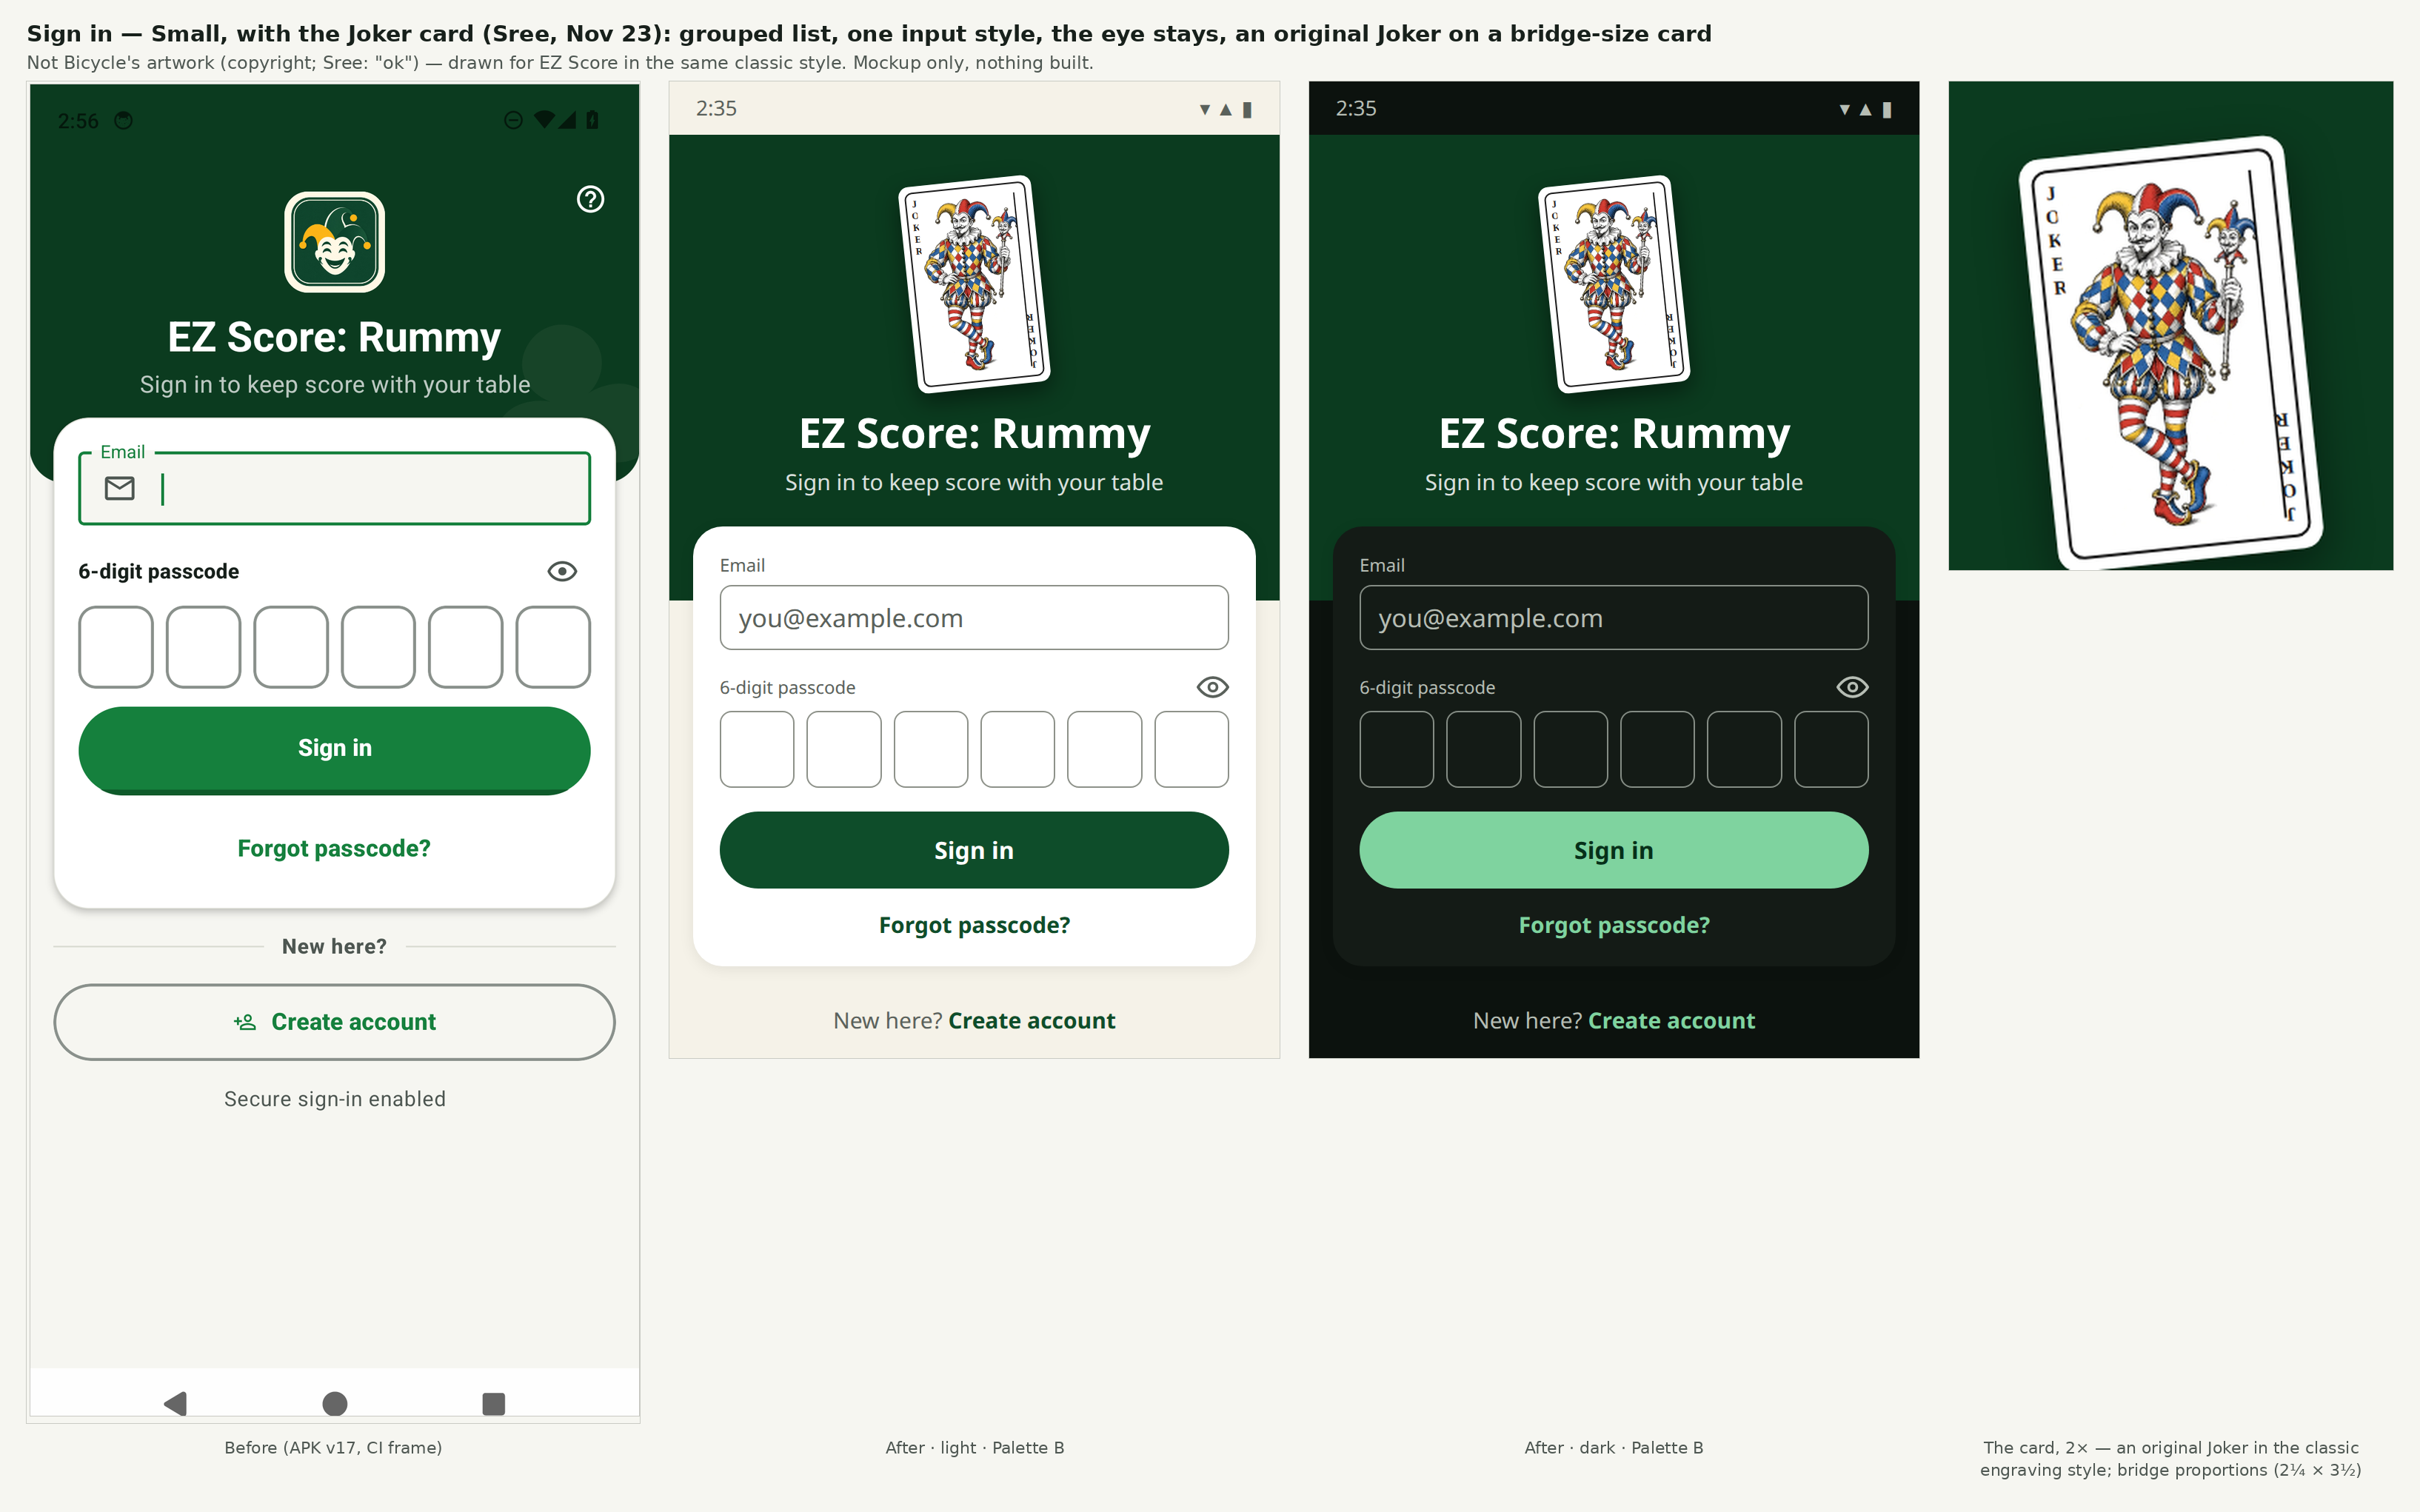 Sign in — Small, with the Joker card (Sree, Nov 23): grouped list, one input style, the eye stays, an original Joker on a bridge-size card
Not Bicycle's artwork (copyright; Sree: "ok") — drawn for EZ Score in the same classic style. Mockup only, nothing built.
2:56
EZ Score: Rummy
Sign in to keep score with your table
Email
6-digit passcode
Sign in
Forgot passcode?
New here?
Create account
Secure sign-in enabled
Before (APK v17, CI frame)
2:35
JOKER
JOKER
EZ Score: Rummy
Sign in to keep score with your table
Email
you@example.com
6-digit passcode
Sign in
Forgot passcode?
New here? Create account
After · light · Palette B
2:35
JOKER
JOKER
EZ Score: Rummy
Sign in to keep score with your table
Email
you@example.com
6-digit passcode
Sign in
Forgot passcode?
New here? Create account
After · dark · Palette B
JOKER
JOKER
The card, 2× — an original Joker in the classic
engraving style; bridge proportions (2¼ × 3½)